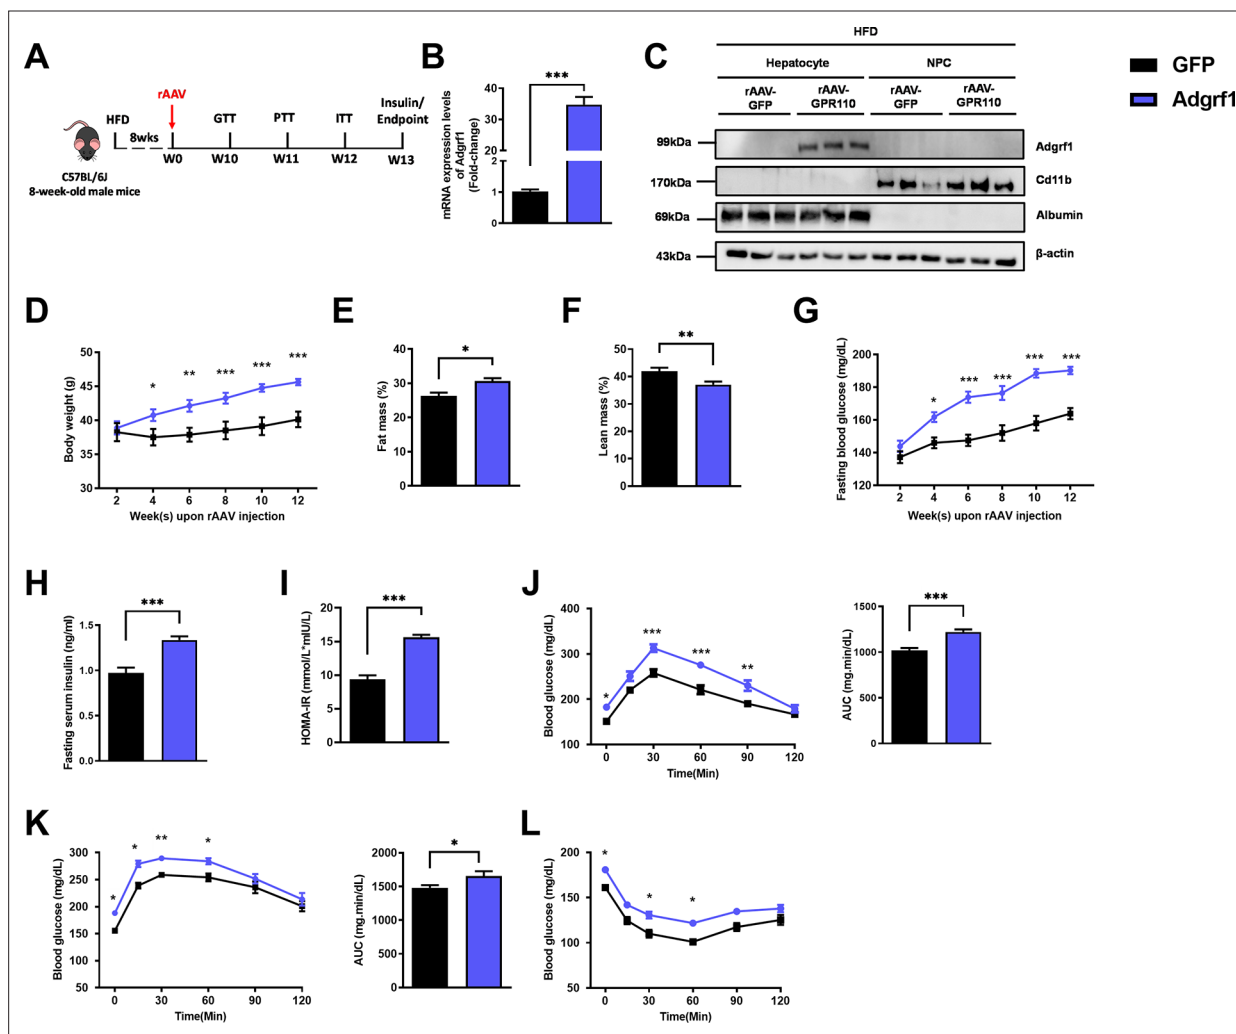 A
rAAV
HFD
8wks
GTT
PTT
ITT
Insulin/
Endpoint
W0
W10
W11
W12
W13
C57BL/6J
8-week-old male mice
B
mRNA expression levels
of Adgrf1
(Fold-change)
***
40
30
20
10
2
1
0
C
HFD
Hepatocyte
NPC
rAAV-
GFP
rAAV-
GPR110
rAAV-
GFP
rAAV-
GPR110
99kDa
Adgrf1
170kDa
Cd11b
69kDa
Albumin
43kDa
β-actin
GFP
Adgrf1
D
Body weight (g)
50
45
40
35
30
*
**
***
***
***
2 4 6 8 10 12
Week(s) upon rAAV injection
E
Fat mass (%)
40
30
20
10
0
*
F
Lean mass (%)
50
40
30
20
10
0
**
G
Fasting blood glucose (mg/dL)
200
180
160
140
120
*
***
***
***
***
2 4 6 8 10 12
Week(s) upon rAAV injection
H
Fasting serum insulin (ng/ml)
1.5
1.0
0.5
0.0
***
I
HOMA-IR (mmol/L*mIU/L)
20
15
10
5
0
***
J
Blood glucose (mg/dL)
400
300
200
100
*
***
***
**
0 30 60 90 120
Time(Min)
AUC (mg.min/dL)
1500
1000
500
0
***
K
Blood glucose (mg/dL)
300
250
200
150
100
50
*
*
**
*
0 30 60 90 120
Time(Min)
AUC (mg.min/dL)
2000
1500
1000
500
0
*
L
Blood glucose (mg/dL)
200
150
100
50
*
*
*
0 30 60 90 120
Time(Min)